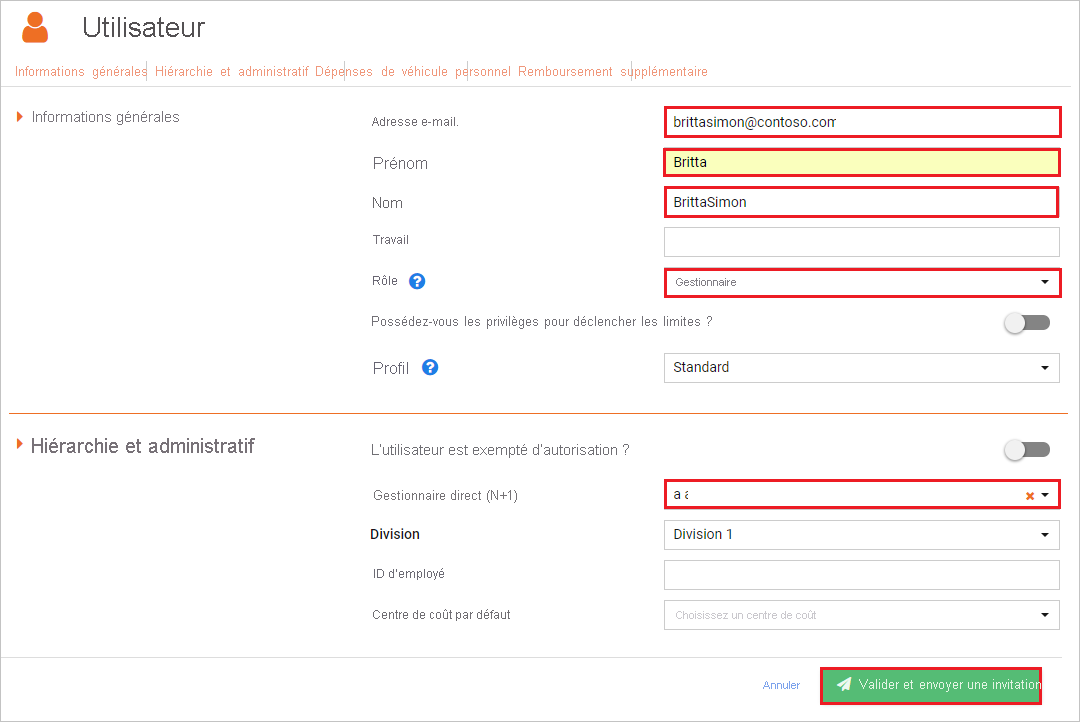 Utilisateur
Informations générales Hiérarchie et administratif Dépenses de véhicule personnel Remboursement supplémentaire
Informations générales
Adresse e-mail. brittasimon@contoso.com
Prénom Britta
Nom BrittaSimon
Travail
Rôle ? Gestionnaire
Possédez-vous les privilèges pour déclencher les limites ?
Profil ? Standard
Hiérarchie et administratif
L'utilisateur est exempté d'autorisation ?
Gestionnaire direct (N+1) a a
Division Division 1
ID d'employé
Centre de coût par défaut Choisissez un centre de coût
Annuler Valider et envoyer une invitation